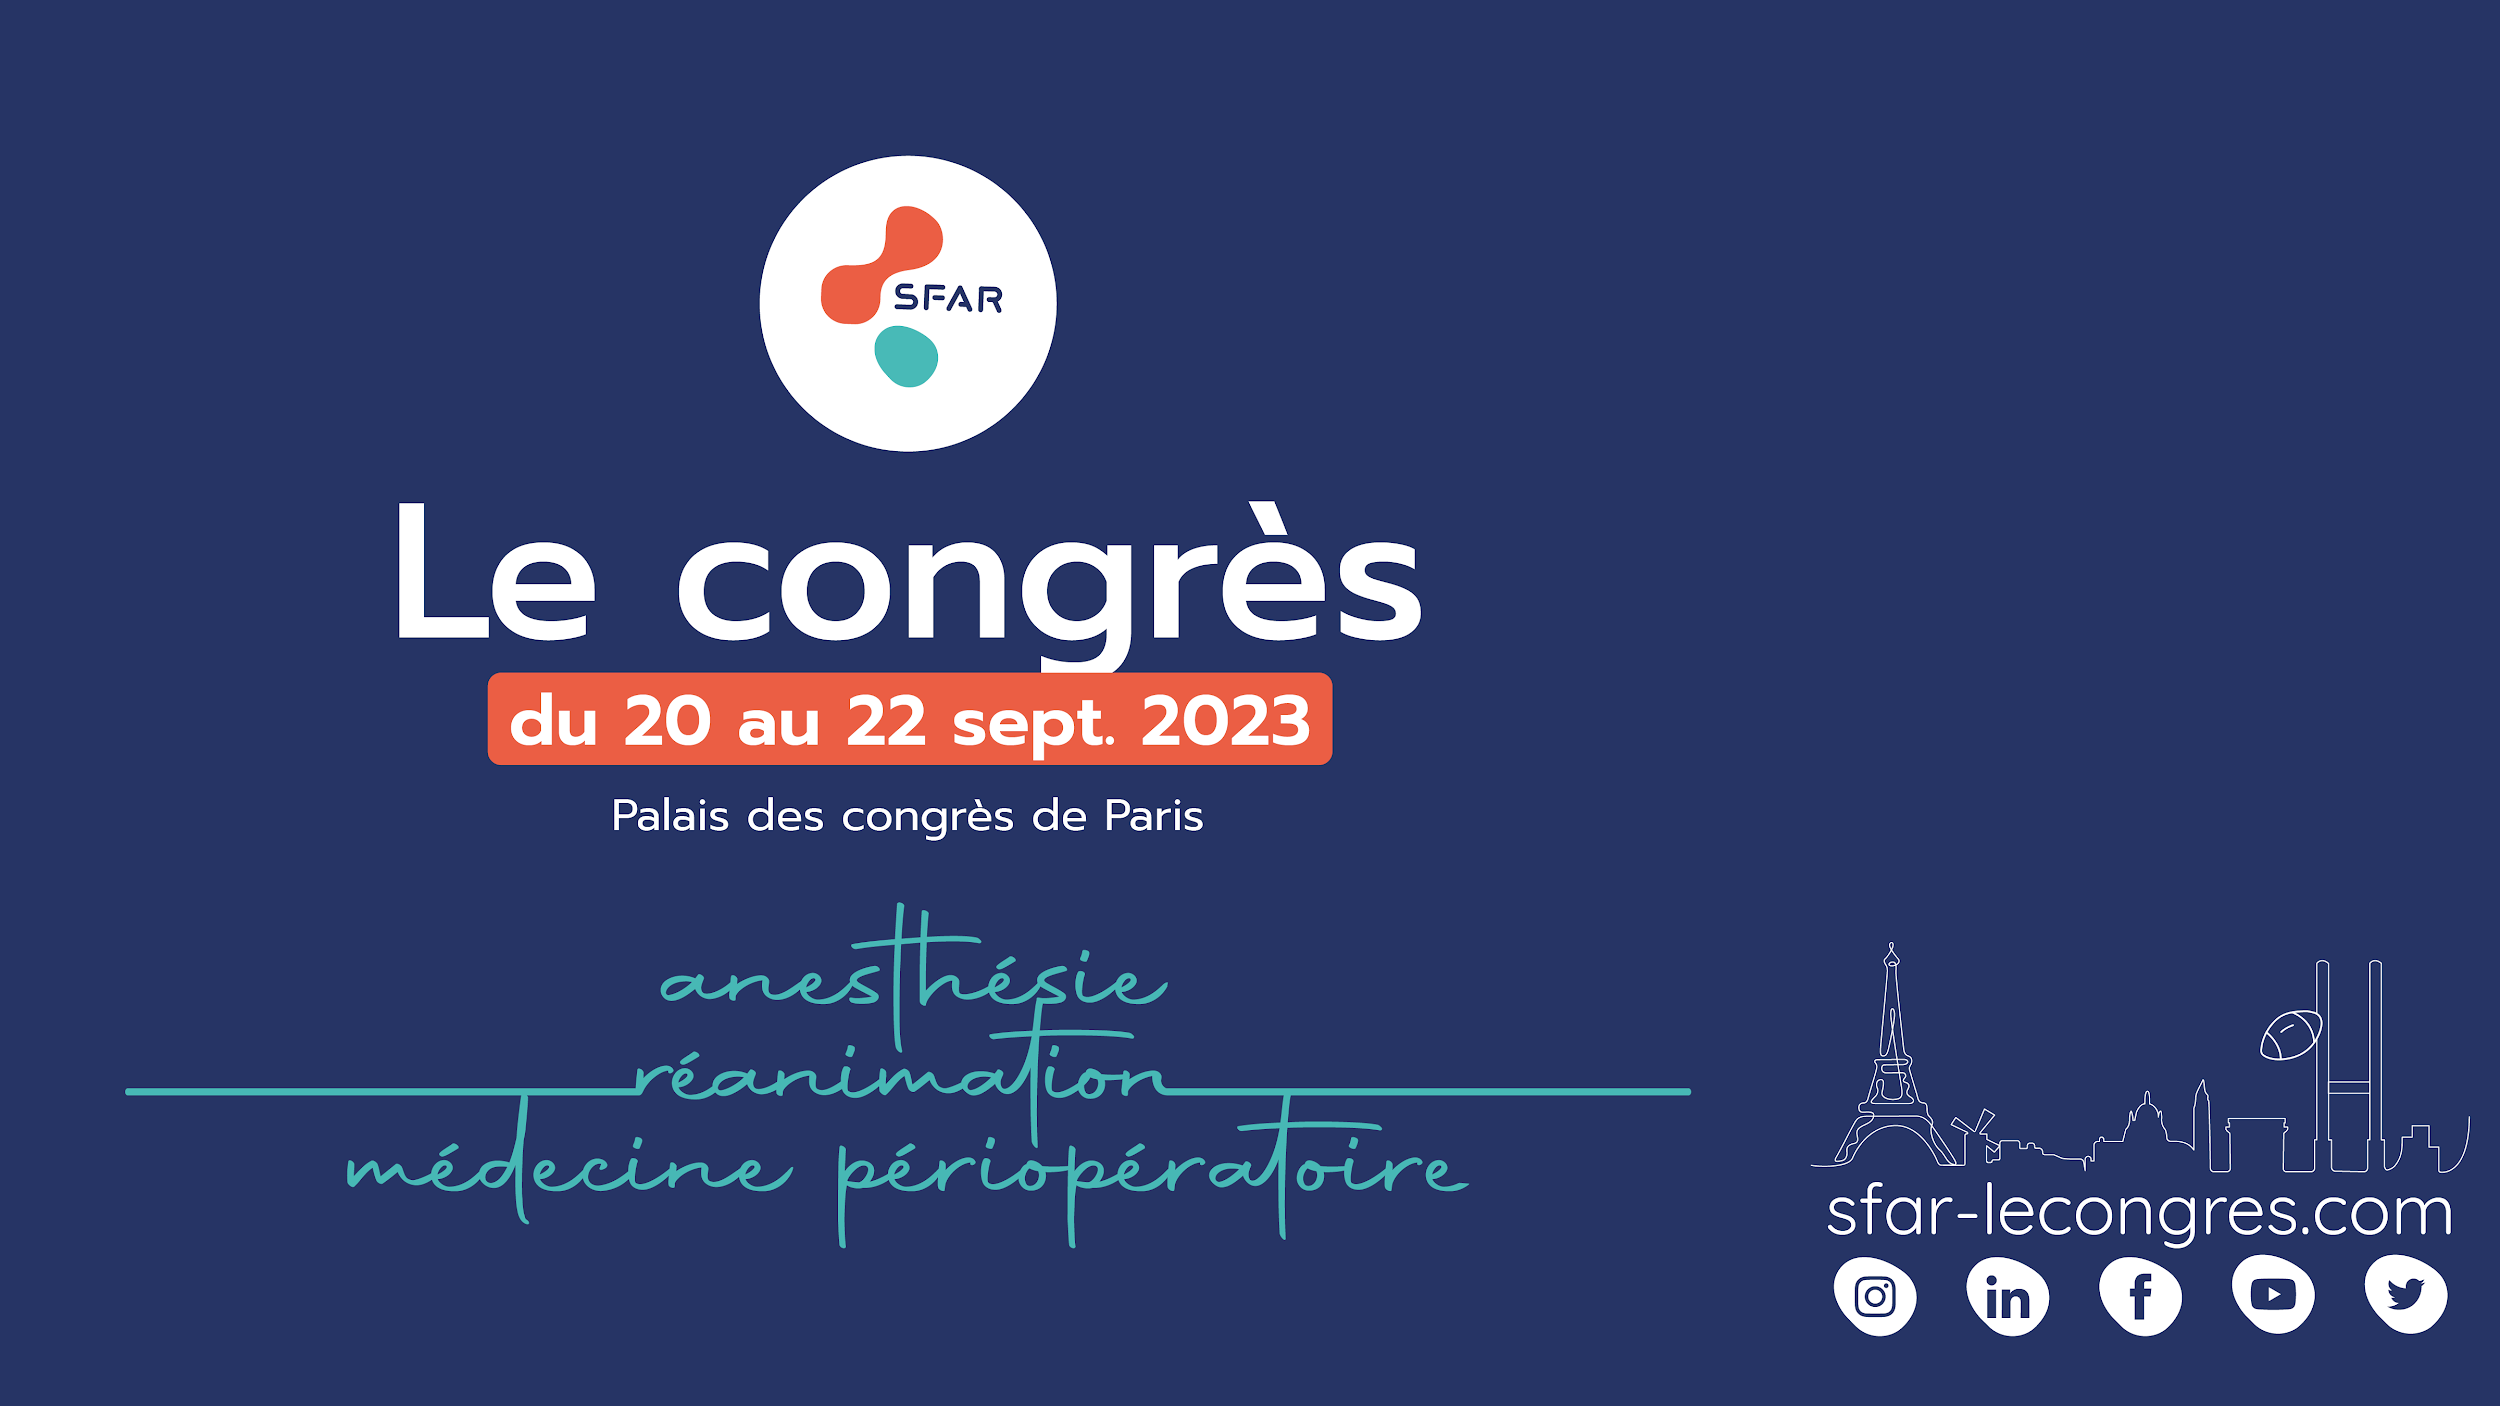 SFAR
Le congrès
du 20 au 22 sept. 2023
Palais des congrès de Paris
anesthésie
réanimation
médecine périopératoire
sfar-lecongres.com
in
f